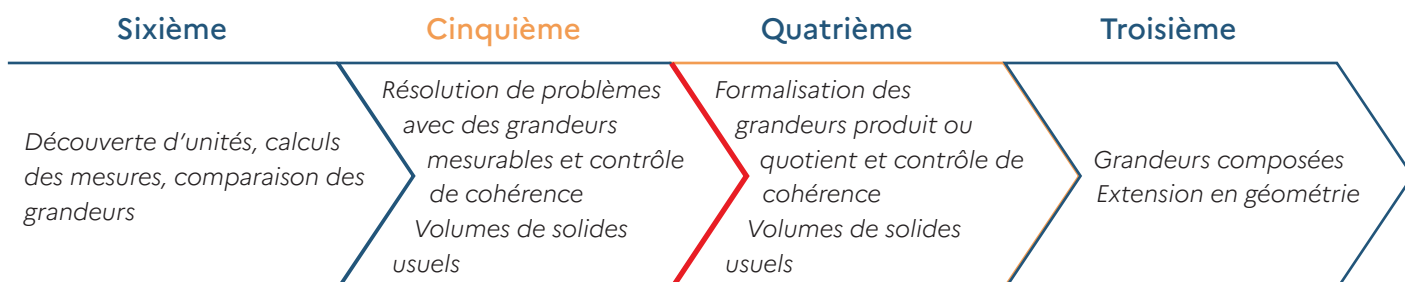 Sixième
Cinquième
Quatrième
Troisième
Découverte d’unités, calculs
des mesures, comparaison des
grandeurs
Résolution de problèmes
avec des grandeurs
mesurables et contrôle
de cohérence
Volumes de solides
usuels
Formalisation des
grandeurs produit ou
quotient et contrôle de
cohérence
Volumes de solides
usuels
Grandeurs composées
Extension en géométrie